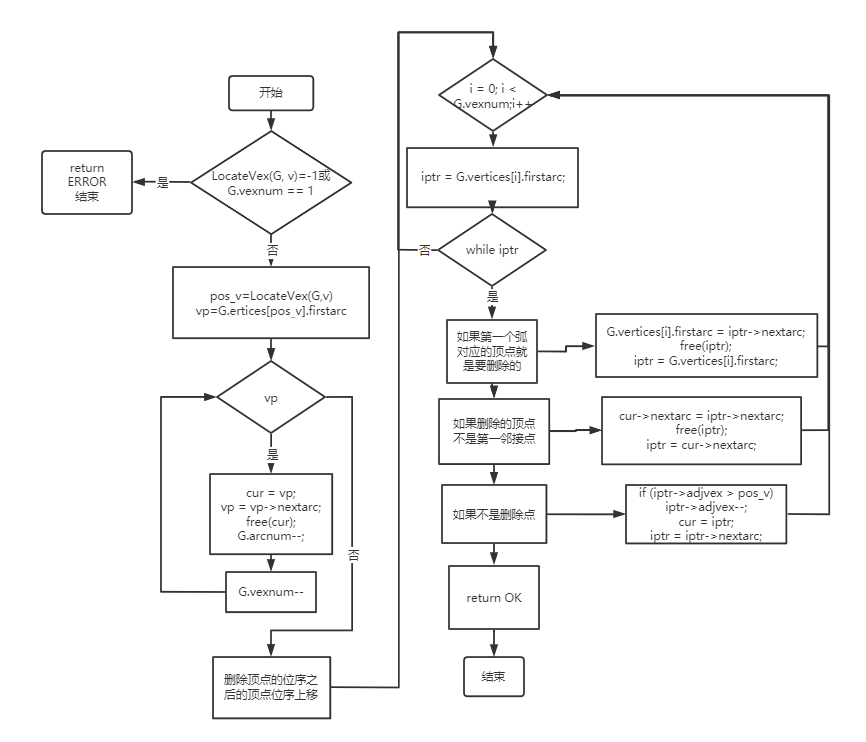 开始
LocateVex(G, v)=-1或
G.vexnum == 1
是
return
ERROR
结束
否
pos_v=LocateVex(G,v)
vp=G.ertices[pos_v].firstarc
vp
是
cur = vp;
vp = vp->nextarc;
free(cur);
G.arcnum--;
G.vexnum--
否
删除顶点的位序之
后的顶点位序上移
i = 0; i <
G.vexnum;i++
iptr = G.vertices[i].firstarc;
while iptr
否
是
如果第一个弧
对应的顶点就
是要删除的
G.vertices[i].firstarc = iptr->nextarc;
free(iptr);
iptr = G.vertices[i].firstarc;
如果删除的顶点
不是第一邻接点
cur->nextarc = iptr->nextarc;
free(iptr);
iptr = cur->nextarc;
如果不是删除点
if (iptr->adjvex > pos_v)
iptr->adjvex--;
cur = iptr;
iptr = iptr->nextarc;
return OK
结束